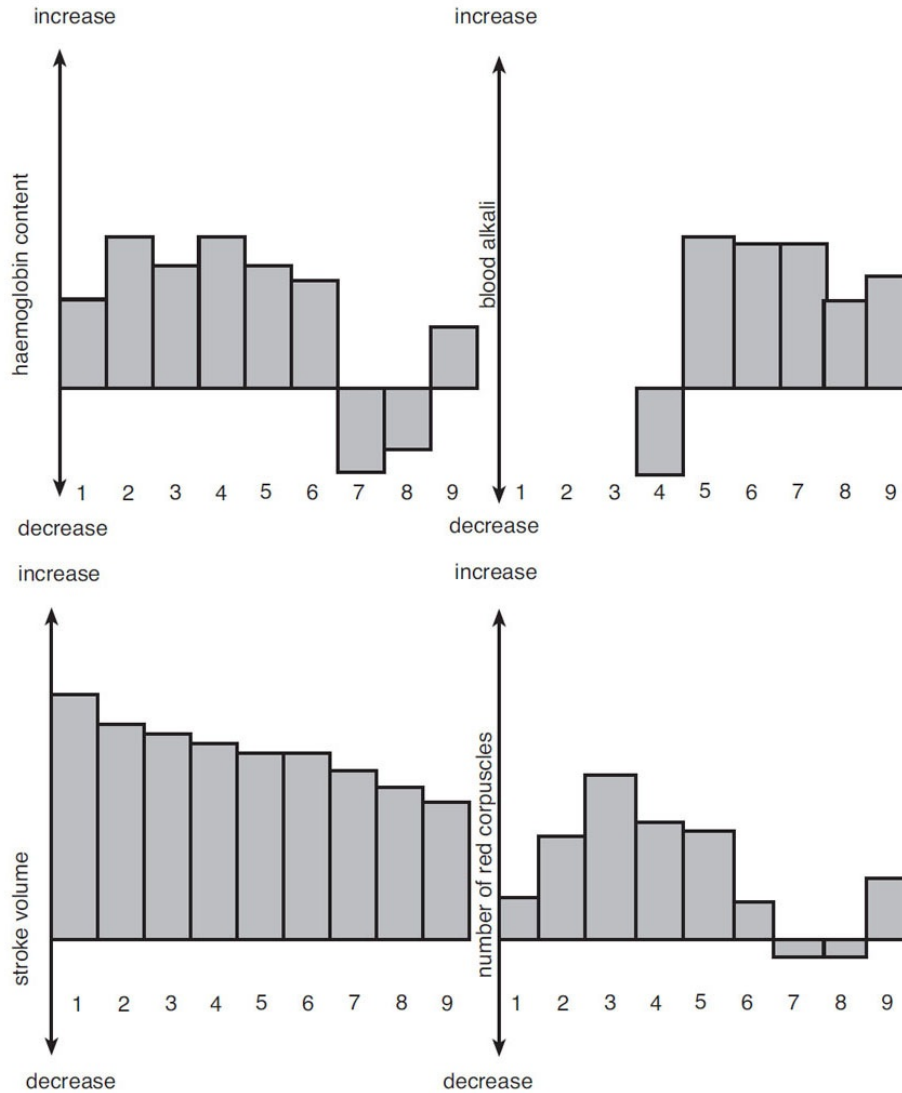 increase
haemoglobin content
1 2 3 4 5 6 7 8 9
decrease
increase
blood alkali
1 2 3 4 5 6 7 8 9
decrease
increase
stroke volume
1 2 3 4 5 6 7 8 9
decrease
increase
number of red corpuscles
1 2 3 4 5 6 7 8 9
decrease